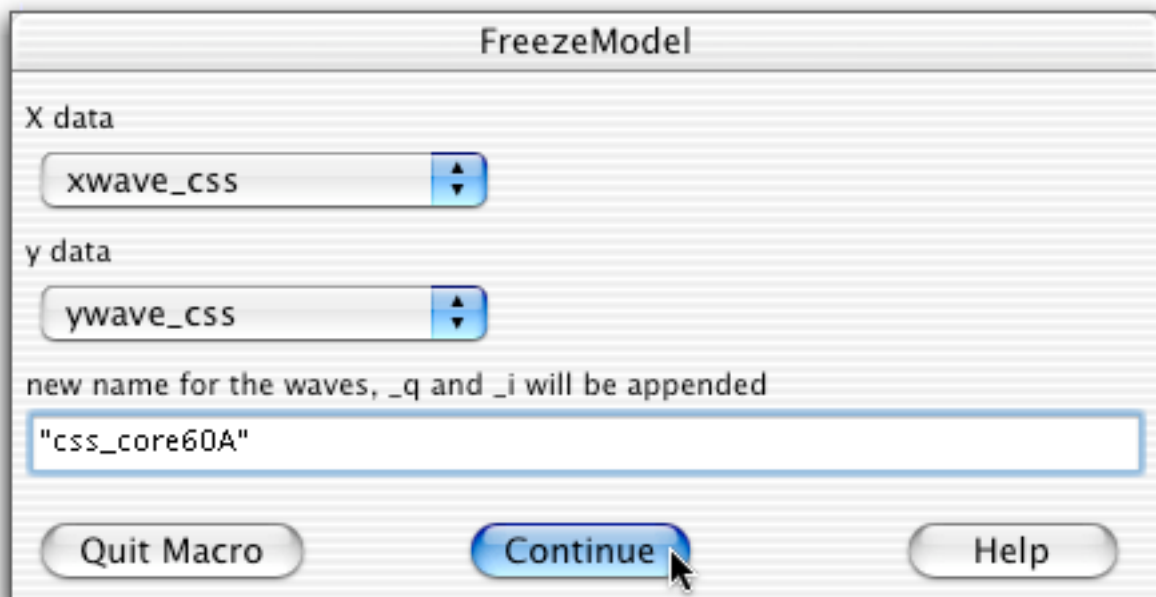 FreezeModel
X data
xwave_css
y data
ywave_css
new name for the waves, _q and _i will be appended
"css_core60A"
Quit Macro Continue Help